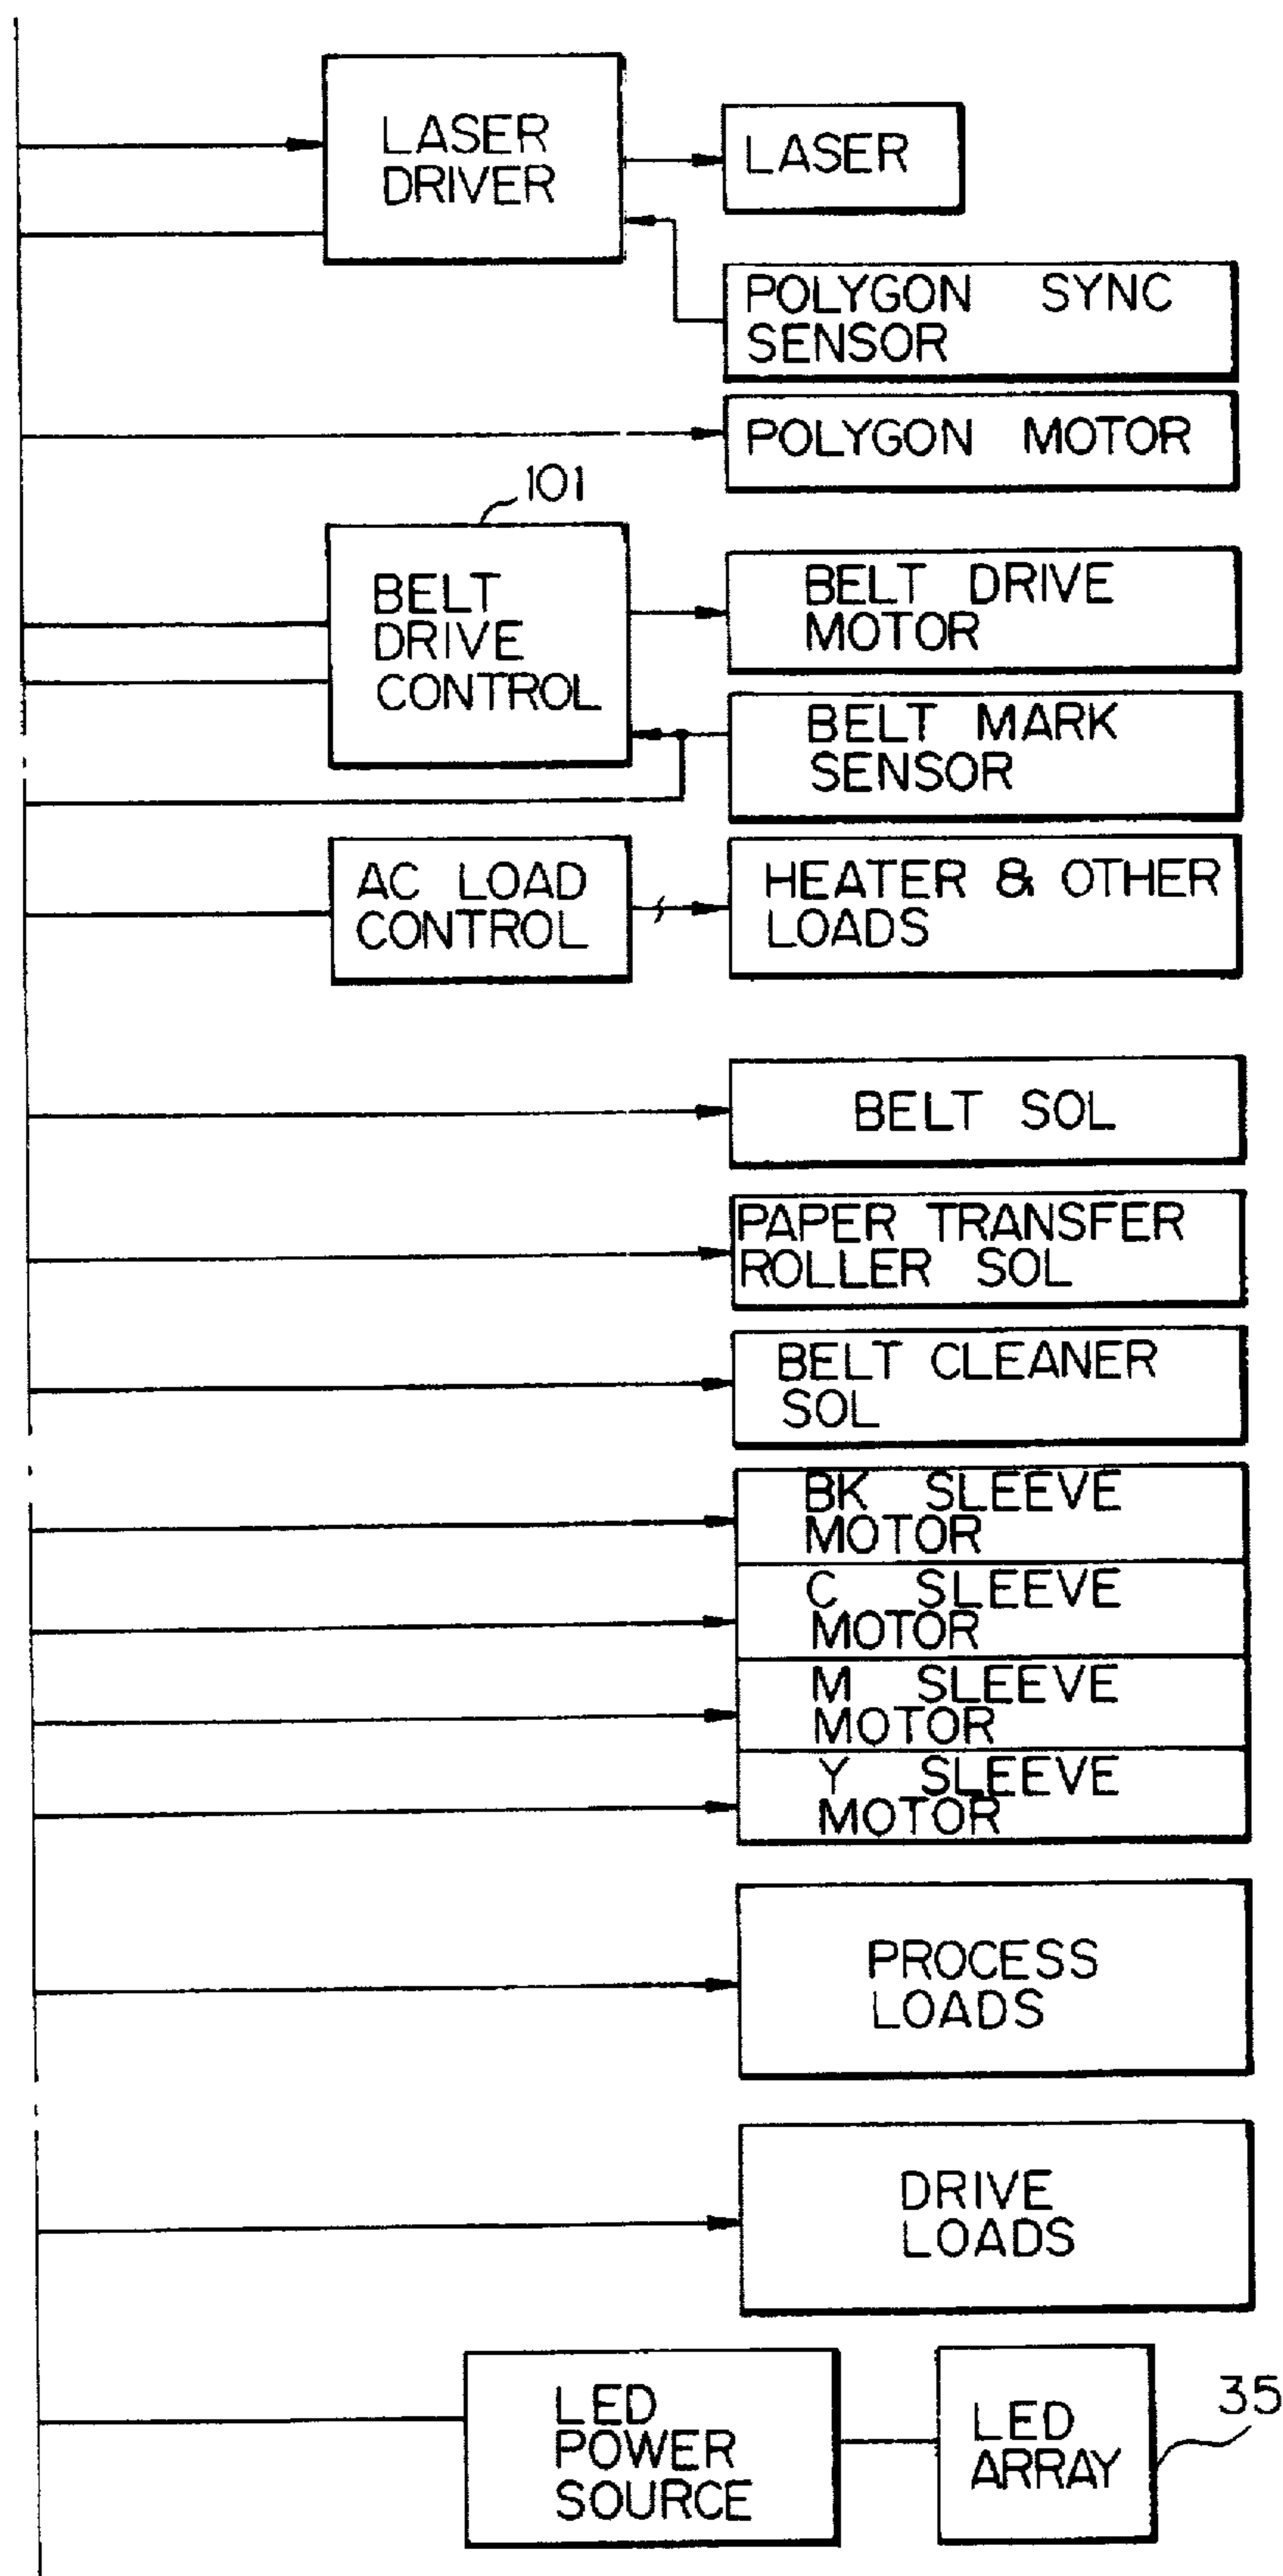 LASER
DRIVER
LASER
POLYGON SYNC
SENSOR
POLYGON MOTOR
101
BELT
DRIVE
CONTROL
BELT DRIVE
MOTOR
BELT MARK
SENSOR
AC LOAD
CONTROL
HEATER & OTHER
LOADS
BELT SOL
PAPER TRANSFER
ROLLER SOL
BELT CLEANER
SOL
BK SLEEVE
MOTOR
C SLEEVE
MOTOR
M SLEEVE
MOTOR
Y SLEEVE
MOTOR
PROCESS
LOADS
DRIVE
LOADS
LED
POWER
SOURCE
LED
ARRAY
35